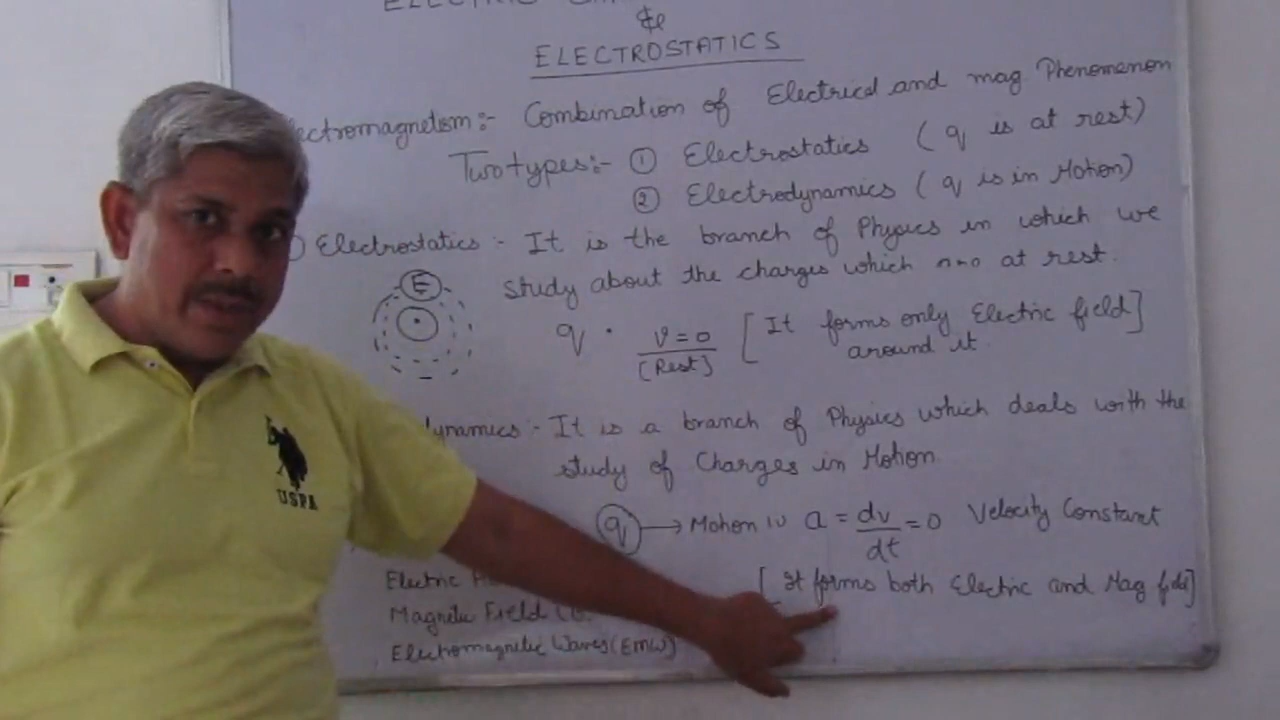 ELECTRIC
&
ELECTROSTATICS
ectromagnetism:- Combination of Electrical and mag Phenomenon
Two types:- ① Electrostatics (q is at rest)
② Electrodynamics (q is in Motion)
) Electrostatics :- It is the branch of Physics in which we
study about the charges which are at rest.
E
q . V=0 [It forms only Electric field]
(Rest) around it
ynamics :- It is a branch of Physics which deals with the
study of Charges in Motion
q → Motion a = dv/dt = 0 Velocity Constant
[It forms both Electric and Mag field]
Electric
Magnetic Field
Electromagnetic Waves (EMW)
USPA